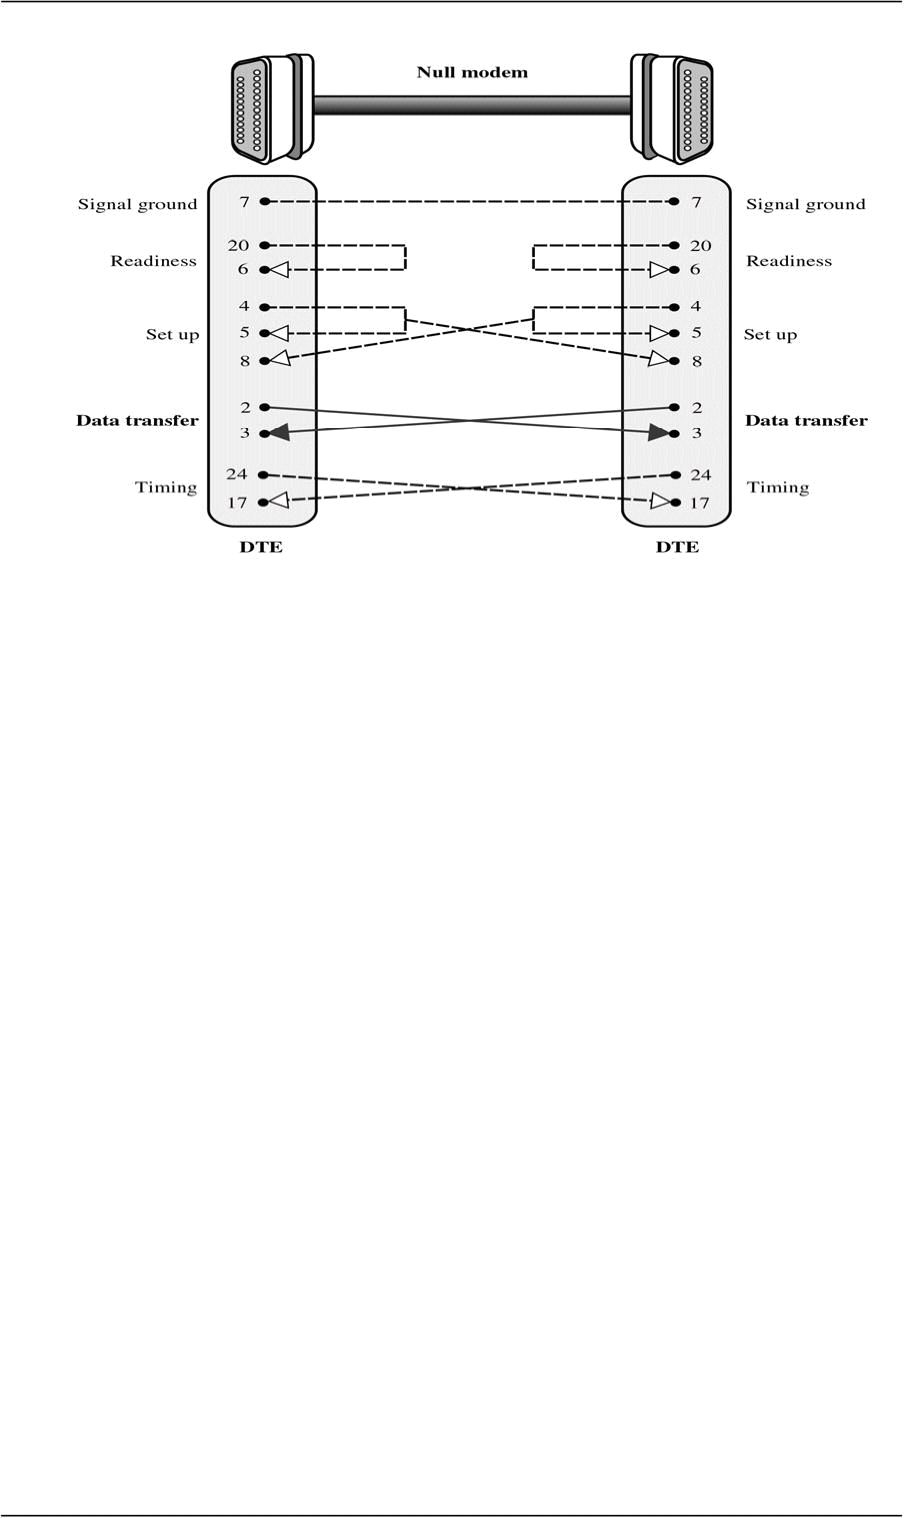 Null modem
Signal ground 7 7 Signal ground
20 20
Readiness Readiness
6 6
4 4
Set up 5 5 Set up
8 8
2 2
Data transfer Data transfer
3 3
24 24
Timing Timing
17 17
DTE DTE